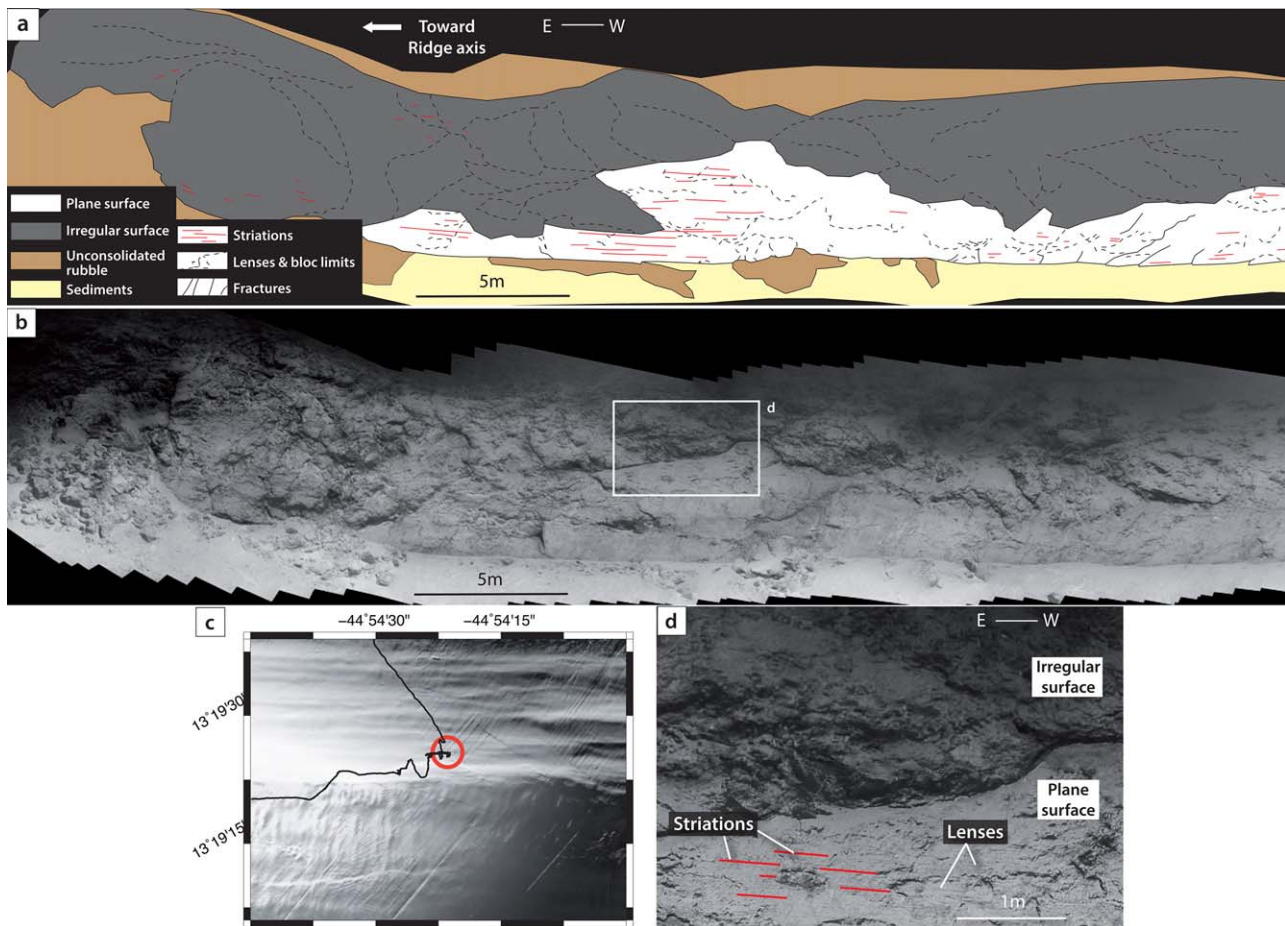 a
Toward
Ridge axis
E W
Plane surface
Irregular surface
Unconsolidated
rubble
Sediments
Striations
Lenses & bloc limits
Fractures
5m
b
d
5m
c
−44˚54'30" −44˚54'15"
13˚19'30"
13˚19'15"
d
E W
Irregular
surface
Plane
surface
Striations
Lenses
1m